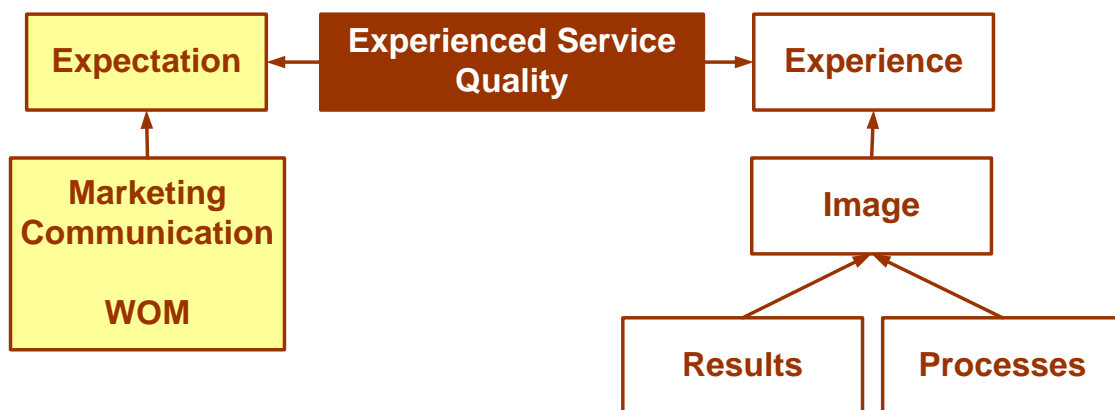 Expectation
Experienced Service
Quality
Experience
Marketing
Communication
WOM
Image
Results
Processes